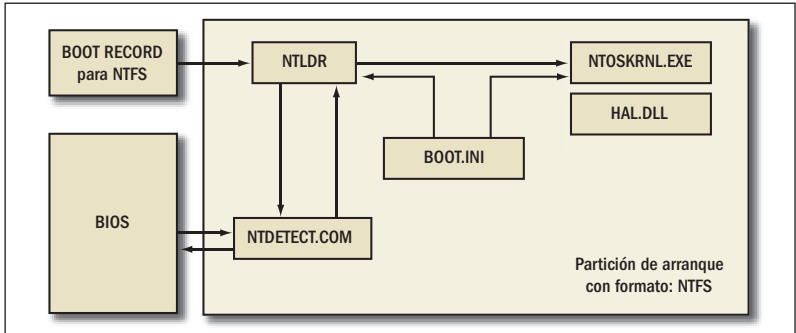 BOOT RECORD
para NTFS
NTLDR
NTOSKRNL.EXE
HAL.DLL
BOOT.INI
BIOS
NTDETECT.COM
Partición de arranque
con formato: NTFS